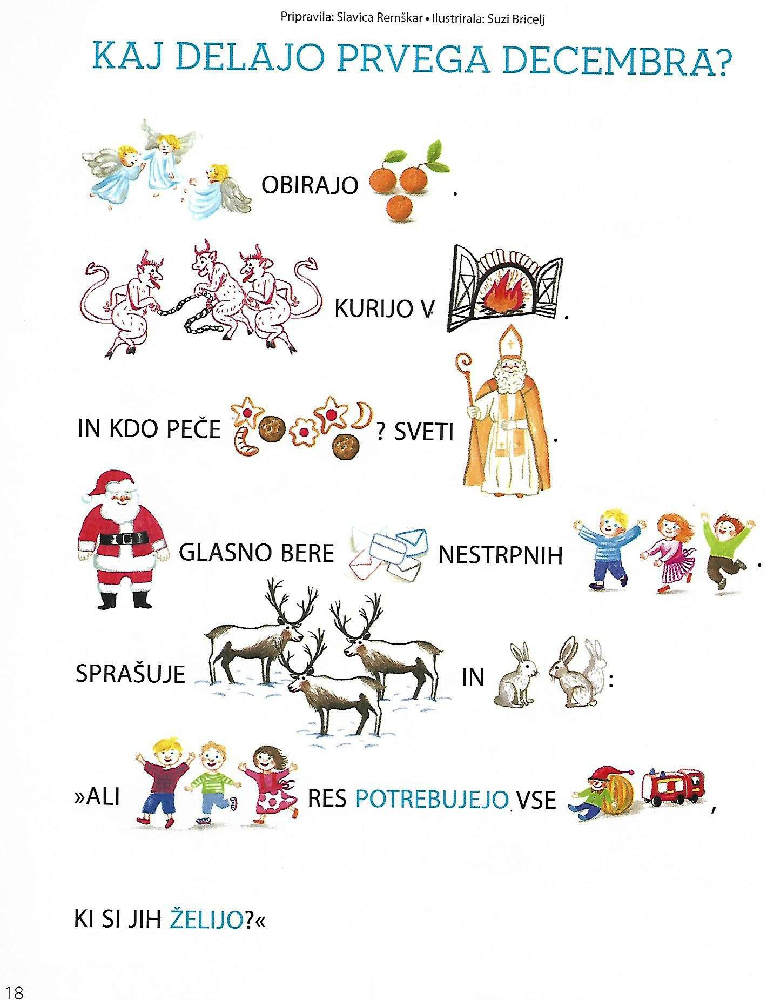 Pripravila: Slavica Remškar • Ilustrirala: Suzi Bricelj
KAJ DELAJO PRVEGA DECEMBRA?
OBIRAJO .
KURIJO V .
IN KDO PEČE ? SVETI .
GLASNO BERE NESTRPNIH .
SPRAŠUJE IN :
»ALI RES POTREBUJEJO VSE ,
KI SI JIH ŽELIJO?«
18